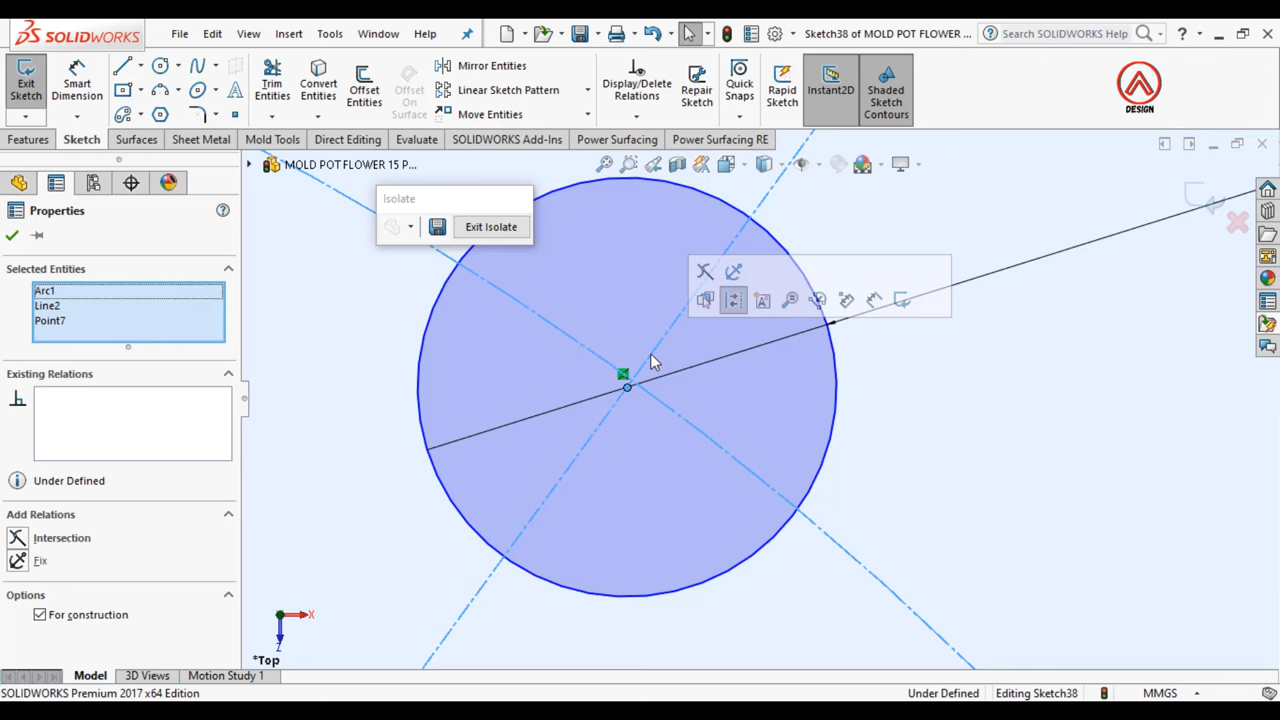 SOLIDWORKS
File Edit View Insert Tools Window Help
Sketch38 of MOLD POT FLOWER ...
Search SOLIDWORKS Help
Exit Sketch
Smart Dimension
Trim Entities
Convert Entities
Offset Entities
Offset On Surface
Mirror Entities
Linear Sketch Pattern
Move Entities
Display/Delete Relations
Repair Sketch
Quick Snaps
Rapid Sketch
Instant2D
Shaded Sketch Contours
DESIGN
Features Sketch Surfaces Sheet Metal Mold Tools Direct Editing Evaluate SOLIDWORKS Add-Ins Power Surfacing Power Surfacing RE
MOLD POT FLOWER 15 P...
Properties
Isolate
Exit Isolate
Selected Entities
Arc1
Line2
Point7
Existing Relations
Under Defined
Add Relations
Intersection
Fix
Options
For construction
X
Z
*Top
Model 3D Views Motion Study 1
SOLIDWORKS Premium 2017 x64 Edition
Under Defined Editing Sketch38 MMGS